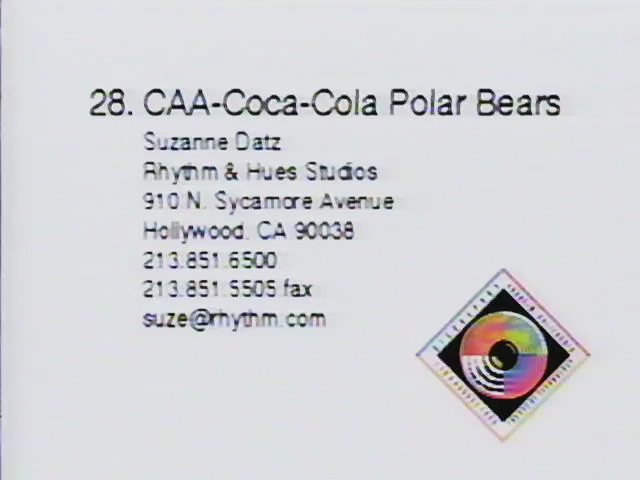 28. CAA-Coca-Cola Polar Bears
Suzanne Datz
Rhythm & Hues Studios
910 N. Sycamore Avenue
Hollywood, CA 90038
213.851.6500
213.851.5505 fax
suze@rhythm.com